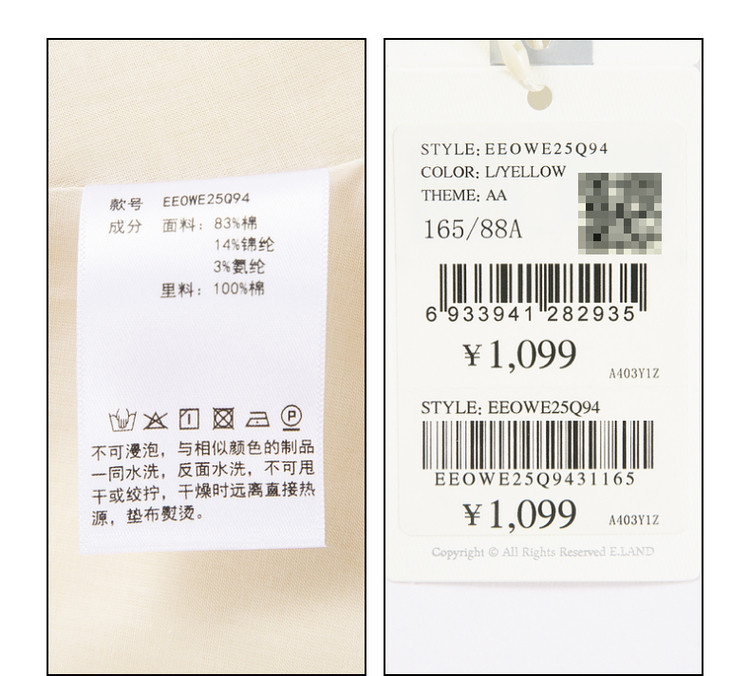 款号 EEOWE25Q94
成分 面料：83%棉
14%锦纶
3%氨纶
里料：100%棉
不可浸泡，与相似颜色的制品
一同水洗，反面水洗，不可甩
干或绞拧，干燥时远离直接热
源，垫布熨烫。
STYLE: EEOWE25Q94
COLOR: L/YELLOW
THEME: AA
165/88A
6 933941 282935
¥1,099
A403Y1Z
STYLE: EEOWE25Q94
EEOWE25Q9431165
¥1,099
A403Y1Z
Copyright © All Rights Reserved E.LAND